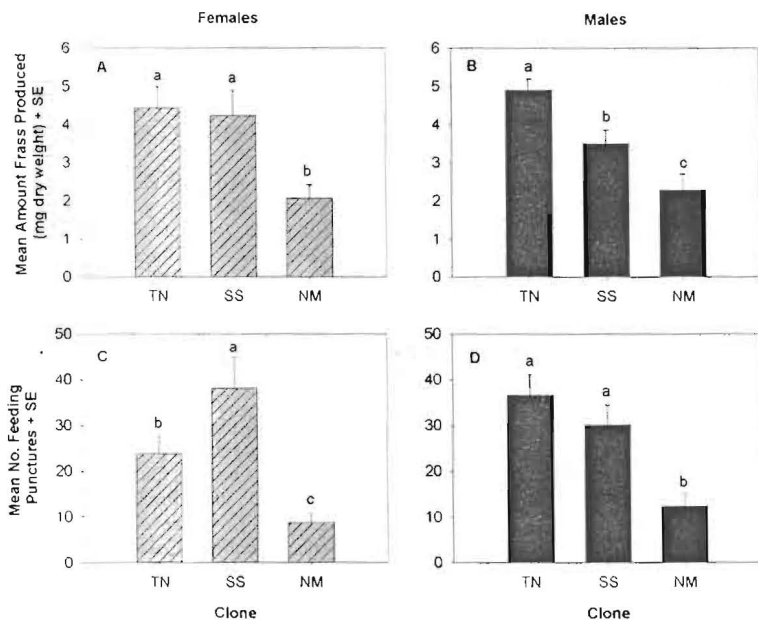 Females
Males
Mean Amount Frass Produced
(mg dry weight) + SE
6
5
4
3
2
1
0
A
a
a
b
TN
SS
NM
6
5
4
3
2
1
0
B
a
b
c
TN
SS
NM
Mean No. Feeding
Punctures + SE
50
40
30
20
10
0
C
b
a
c
TN
SS
NM
Clone
50
40
30
20
10
0
D
a
a
b
TN
SS
NM
Clone